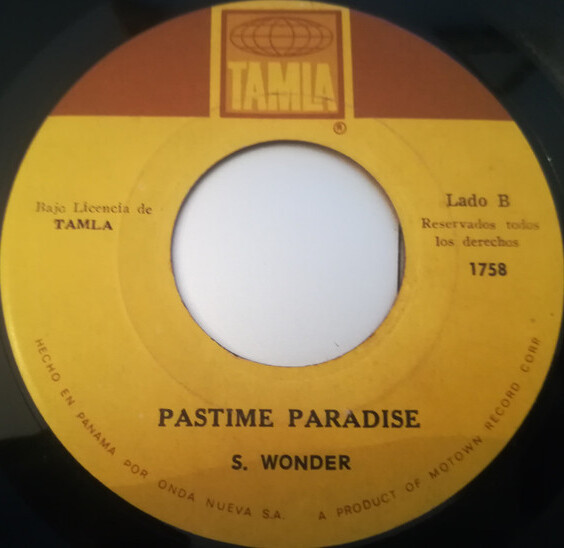 TAMLA
®
Bajo Licencia de
TAMLA
Lado B
Reservados todos
los derechos
1758
PASTIME PARADISE
S. WONDER
HECHO EN PANAMA POR ONDA NUEVA S.A. A PRODUCT OF MOTOWN RECORD CORP.